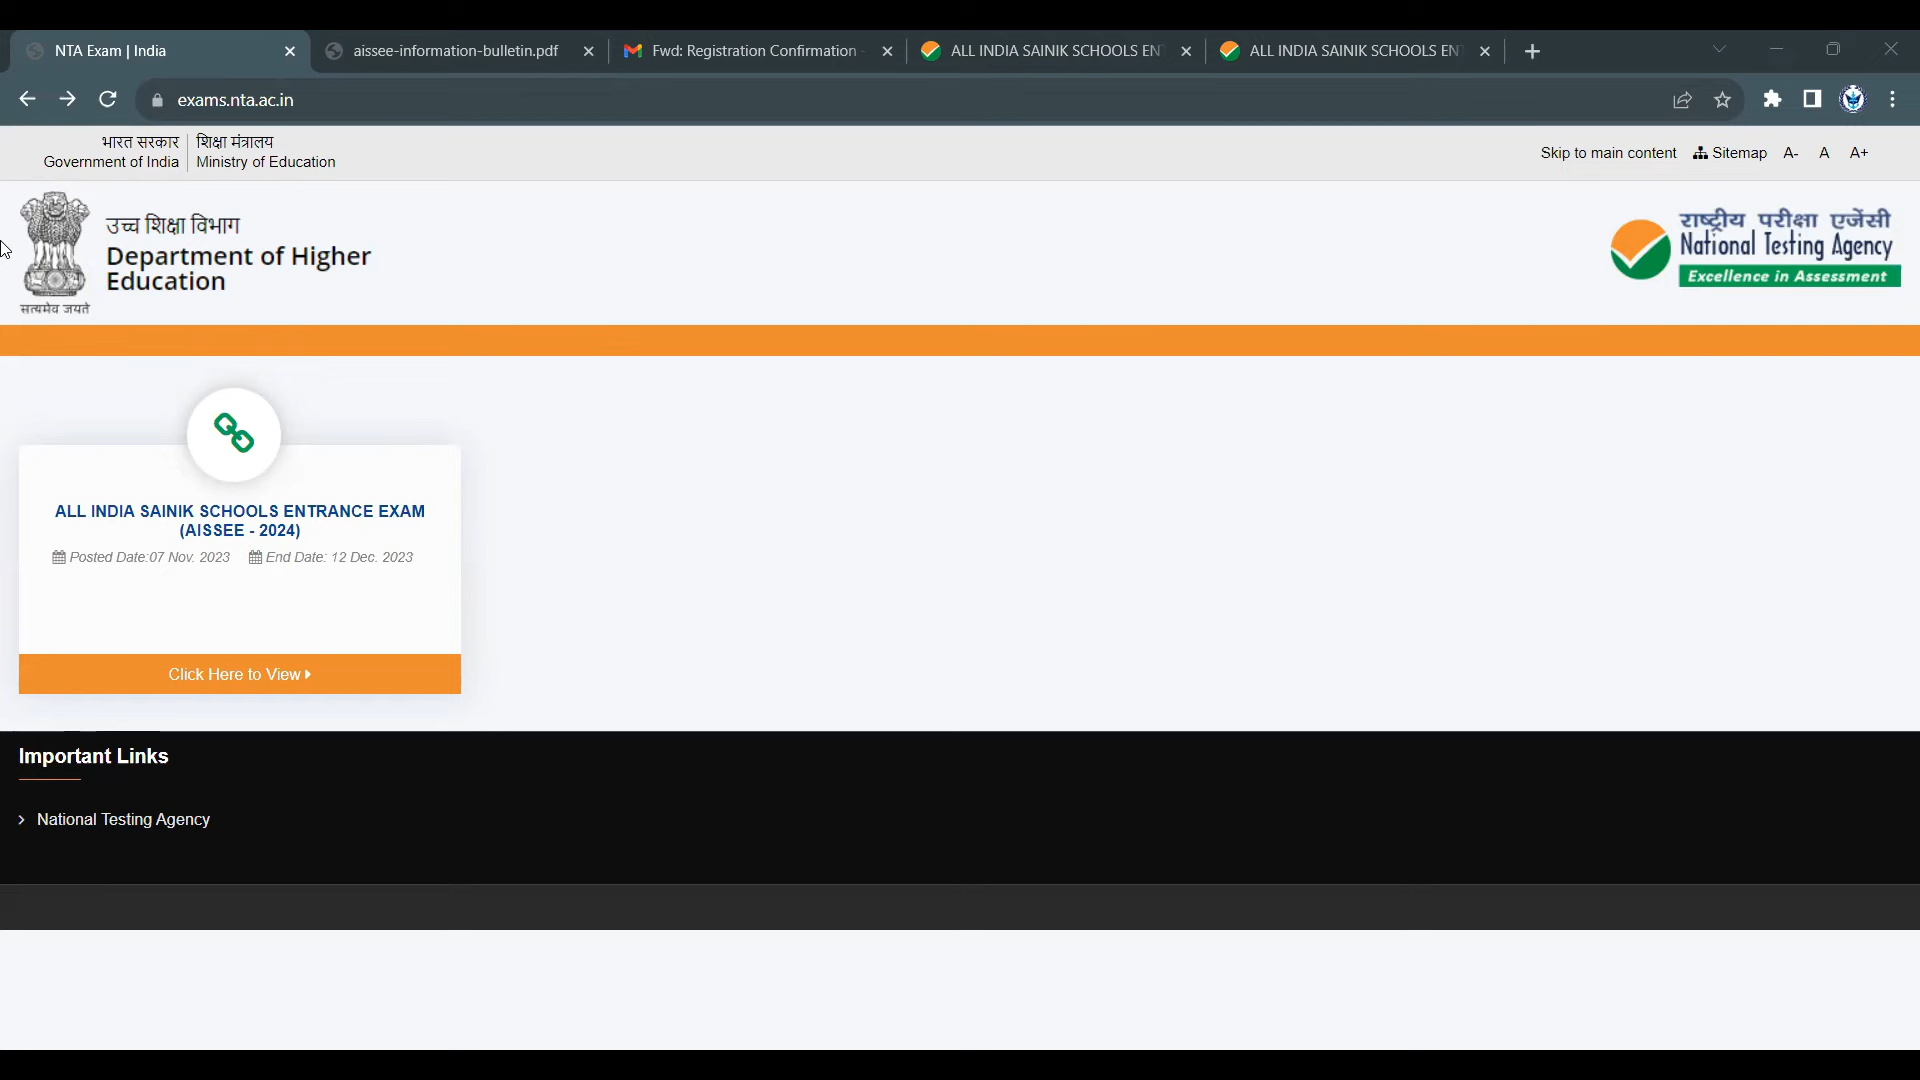 NTA Exam | India
aissee-information-bulletin.pdf
Fwd: Registration Confirmation -
ALL INDIA SAINIK SCHOOLS EN
ALL INDIA SAINIK SCHOOLS EN
exams.nta.ac.in
भारत सरकार
Government of India
शिक्षा मंत्रालय
Ministry of Education
Skip to main content
Sitemap
A-
A
A+
उच्च शिक्षा विभाग
Department of Higher
Education
सत्यमेव जयते
राष्ट्रीय परीक्षा एजेंसी
National Testing Agency
Excellence in Assessment
ALL INDIA SAINIK SCHOOLS ENTRANCE EXAM
(AISSEE - 2024)
Posted Date:07 Nov. 2023 End Date: 12 Dec. 2023
Click Here to View
Important Links
National Testing Agency